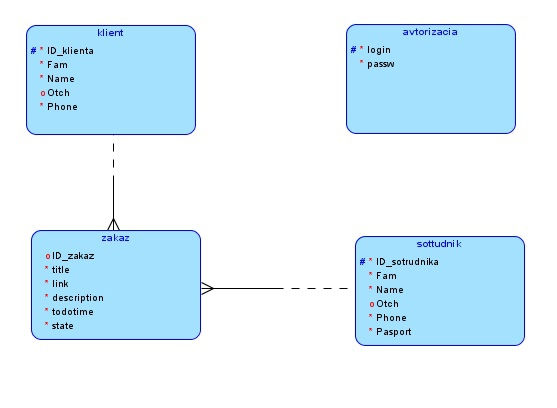 klient
# * ID_klienta
* Fam
* Name
o Otch
* Phone
avtorizacia
# * login
* passw
zakaz
o ID_zakaz
* title
* link
* description
* todotime
* state
sottudnik
# * ID_sotrudnika
* Fam
* Name
o Otch
* Phone
* Pasport